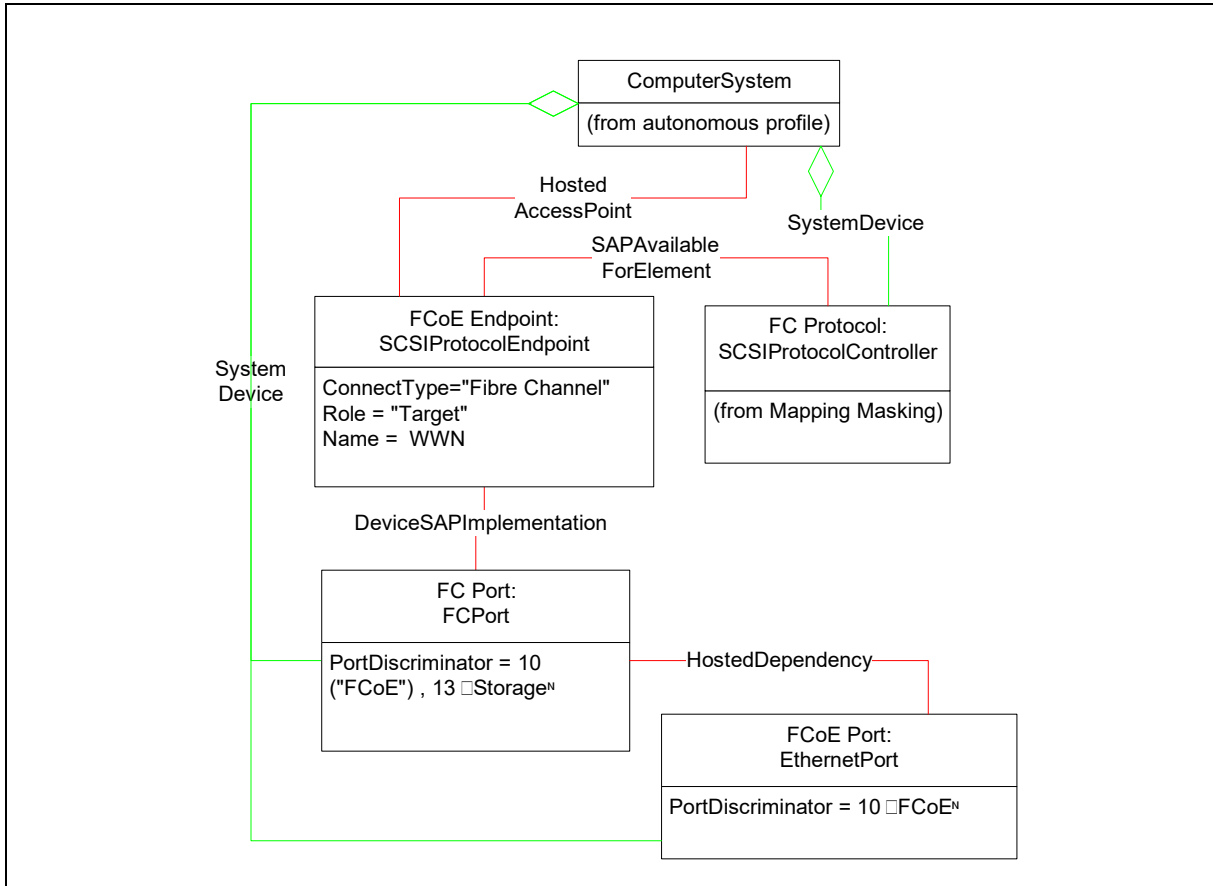 ComputerSystem
(from autonomous profile)
Hosted
AccessPoint
SystemDevice
SAPAvailable
ForElement
FCoE Endpoint:
SCSIProtocolEndpoint
ConnectType="Fibre Channel"
Role = "Target"
Name =  WWN
FC Protocol:
SCSIProtocolController
(from Mapping Masking)
System
Device
DeviceSAPImplementation
FC Port:
FCPort
PortDiscriminator = 10
("FCoE") , 13 □Storageᴺ
HostedDependency
FCoE Port:
EthernetPort
PortDiscriminator = 10 □FCoEᴺ